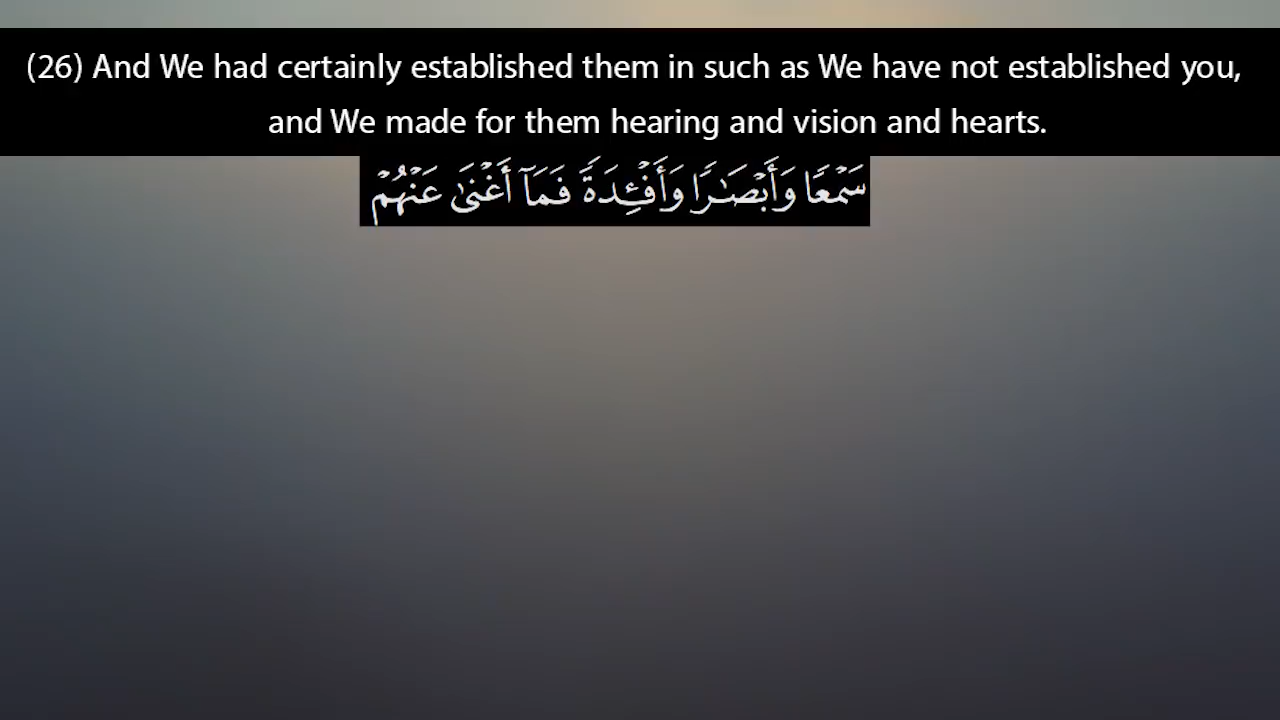 (26) And We had certainly established them in such as We have not established you,
and We made for them hearing and vision and hearts.
سَمْعًا وَأَبْصَـٰرًا وَأَفْـِٔدَةً فَمَآ أَغْنَىٰ عَنْهُمْ